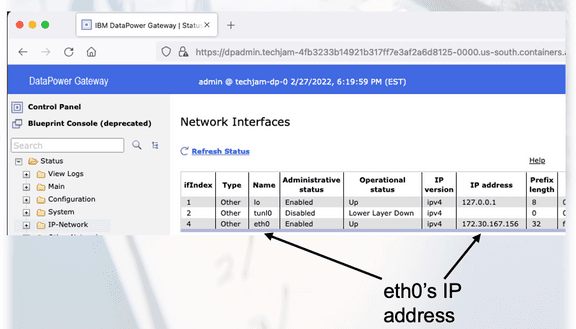 IBM DataPower Gateway | Status
https://dpadmin.techjam-4fb3233b14921b317ff7e3af2a6d8125-0000.us-south.containers.a
DataPower Gateway admin @ techjam-dp-0 2/27/2022, 6:19:59 PM (EST)
Control Panel
Blueprint Console (deprecated)
Search
Status
View Logs
Main
Configuration
System
IP-Network
Network Interfaces
Refresh Status
Help
ifIndex Type Name Administrative status Operational status IP version IP address Prefix length
1 Other lo Enabled Up ipv4 127.0.0.1 8 0
2 Other tunl0 Disabled Lower Layer Down ipv4 0 0
4 Other eth0 Enabled Up ipv4 172.30.167.156 32 f
eth0's IP
address